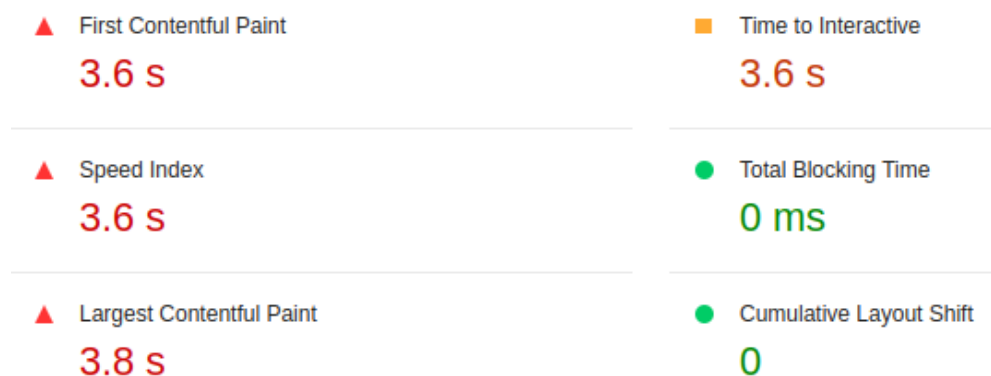 First Contentful Paint
3.6 s
Time to Interactive
3.6 s
Speed Index
3.6 s
Total Blocking Time
0 ms
Largest Contentful Paint
3.8 s
Cumulative Layout Shift
0